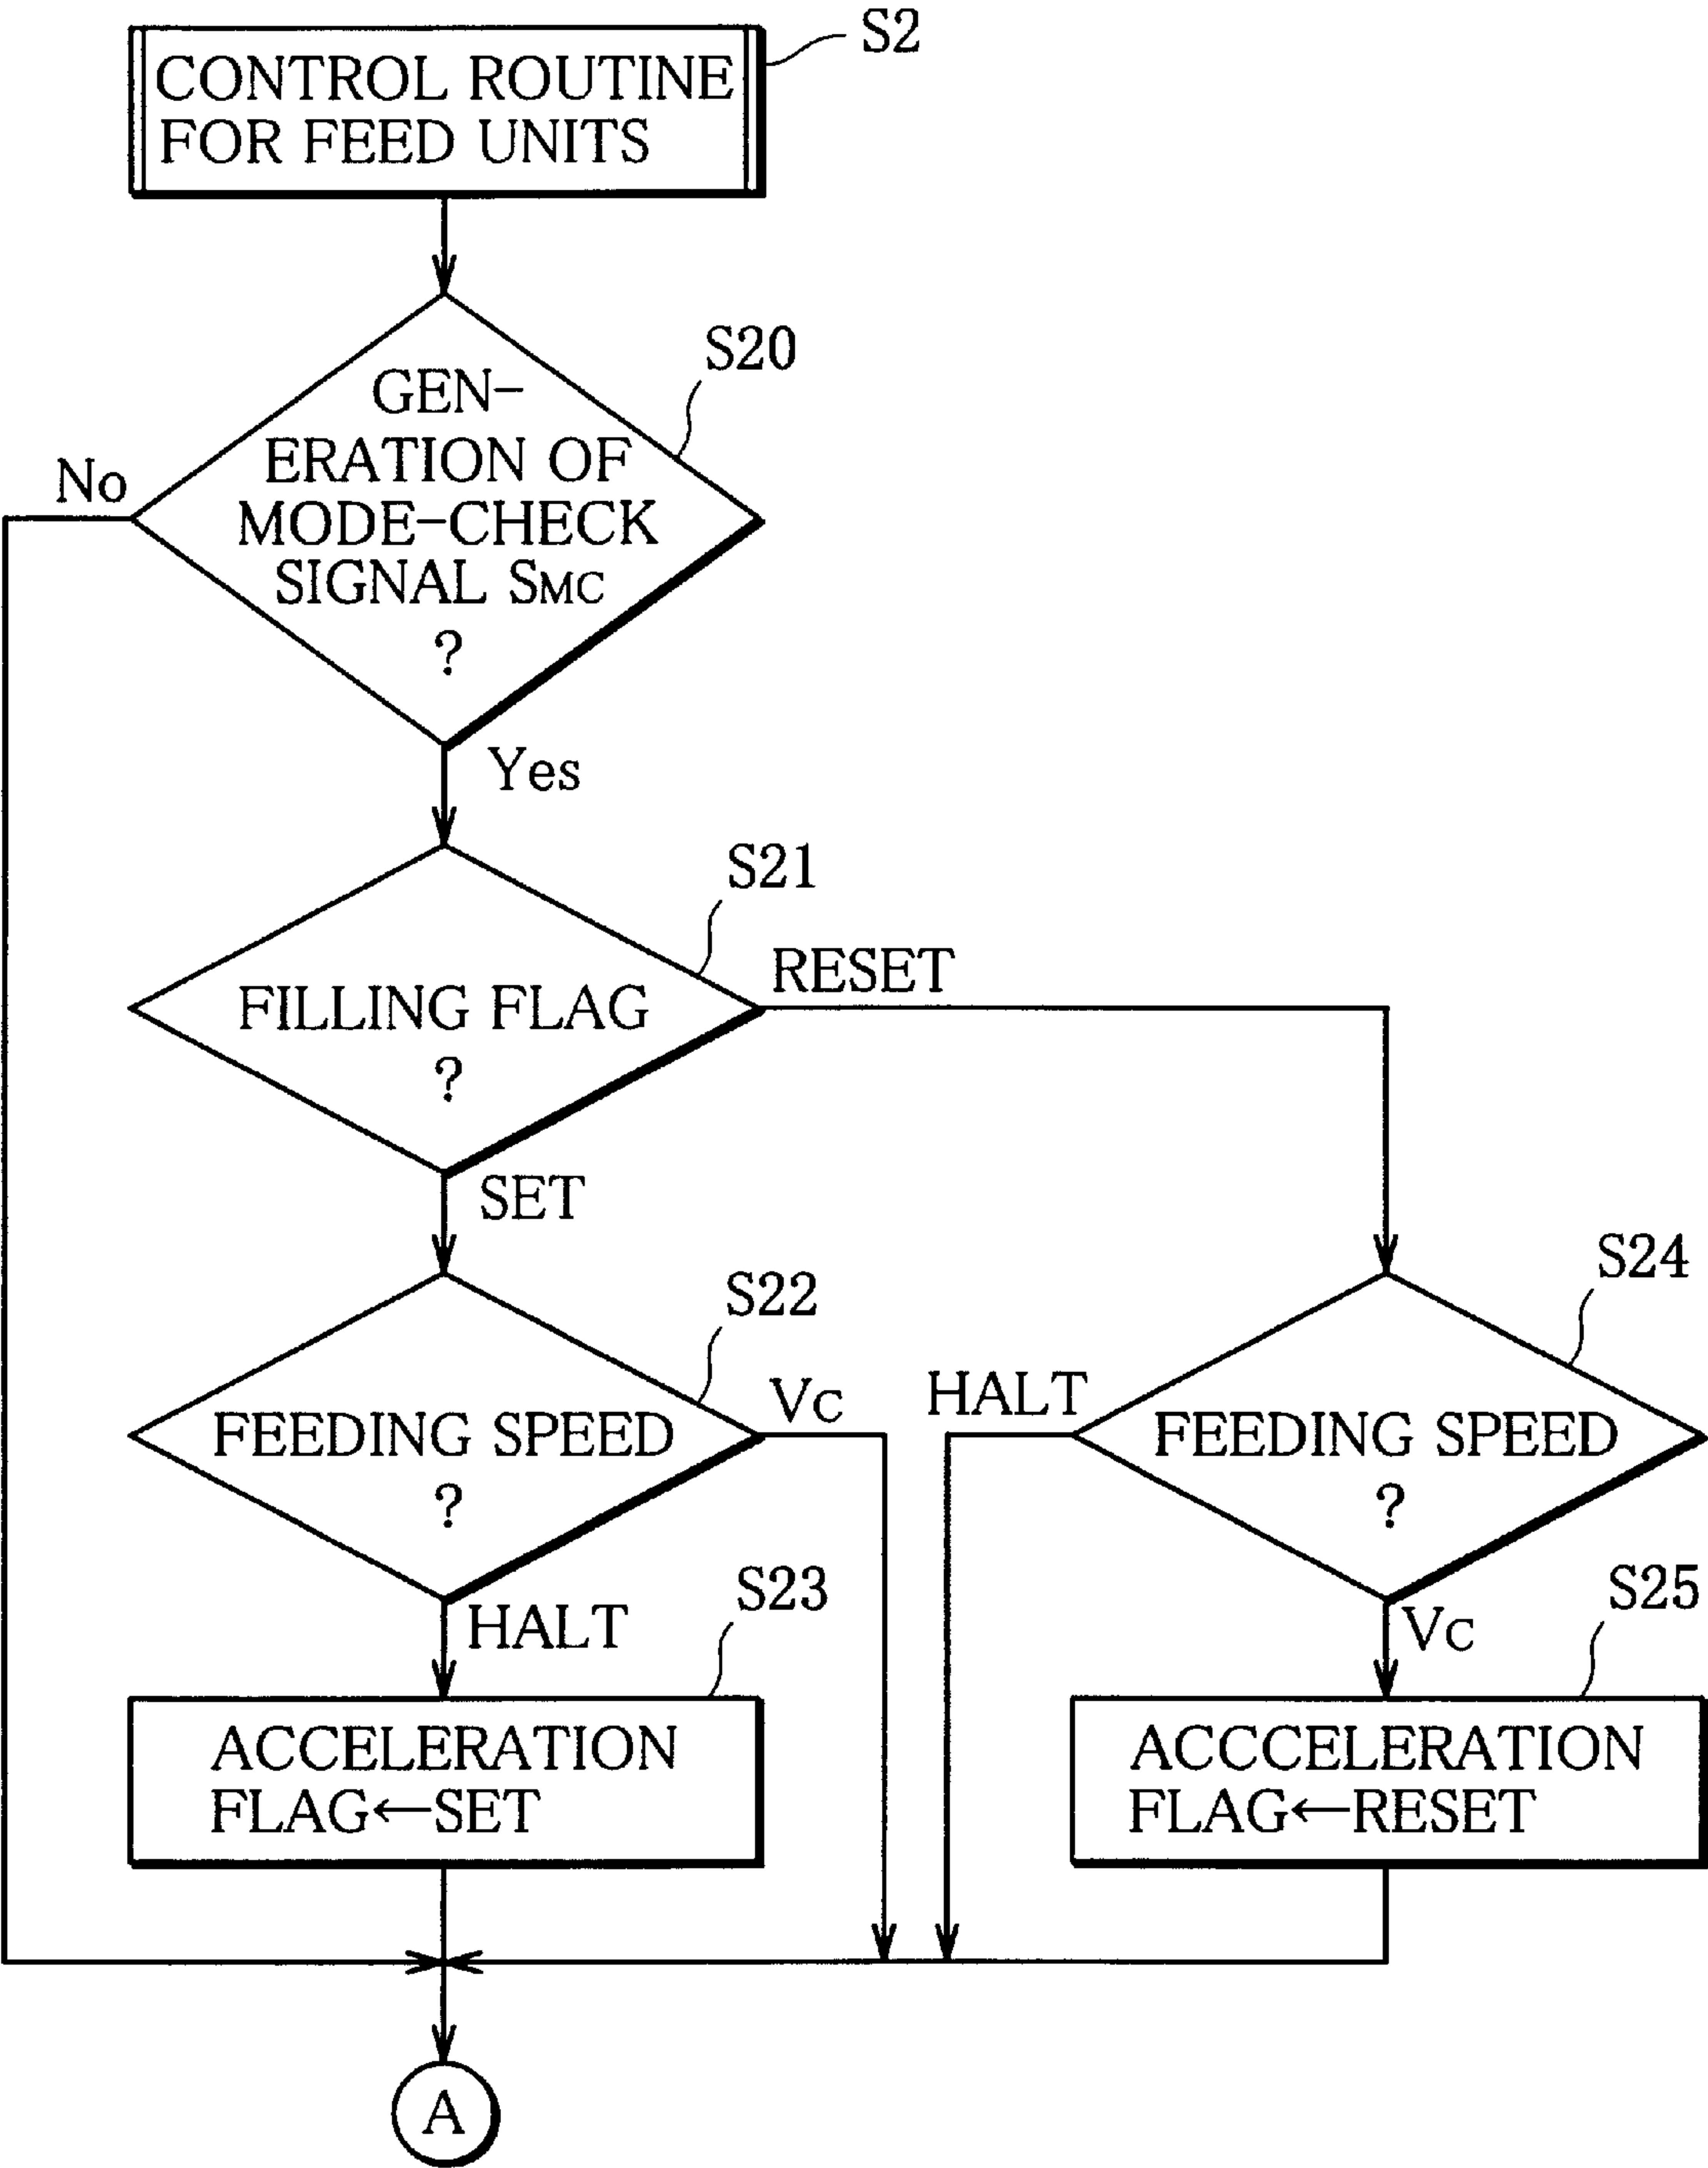 S2
CONTROL ROUTINE
FOR FEED UNITS
S20
GEN-
ERATION OF
MODE-CHECK
SIGNAL SMC
?
No
Yes
S21
FILLING FLAG
?
RESET
SET
S22
FEEDING SPEED
?
VC
HALT
S24
HALT
FEEDING SPEED
?
VC
S23
ACCELERATION
FLAG←SET
S25
ACCCELERATION
FLAG←RESET
A